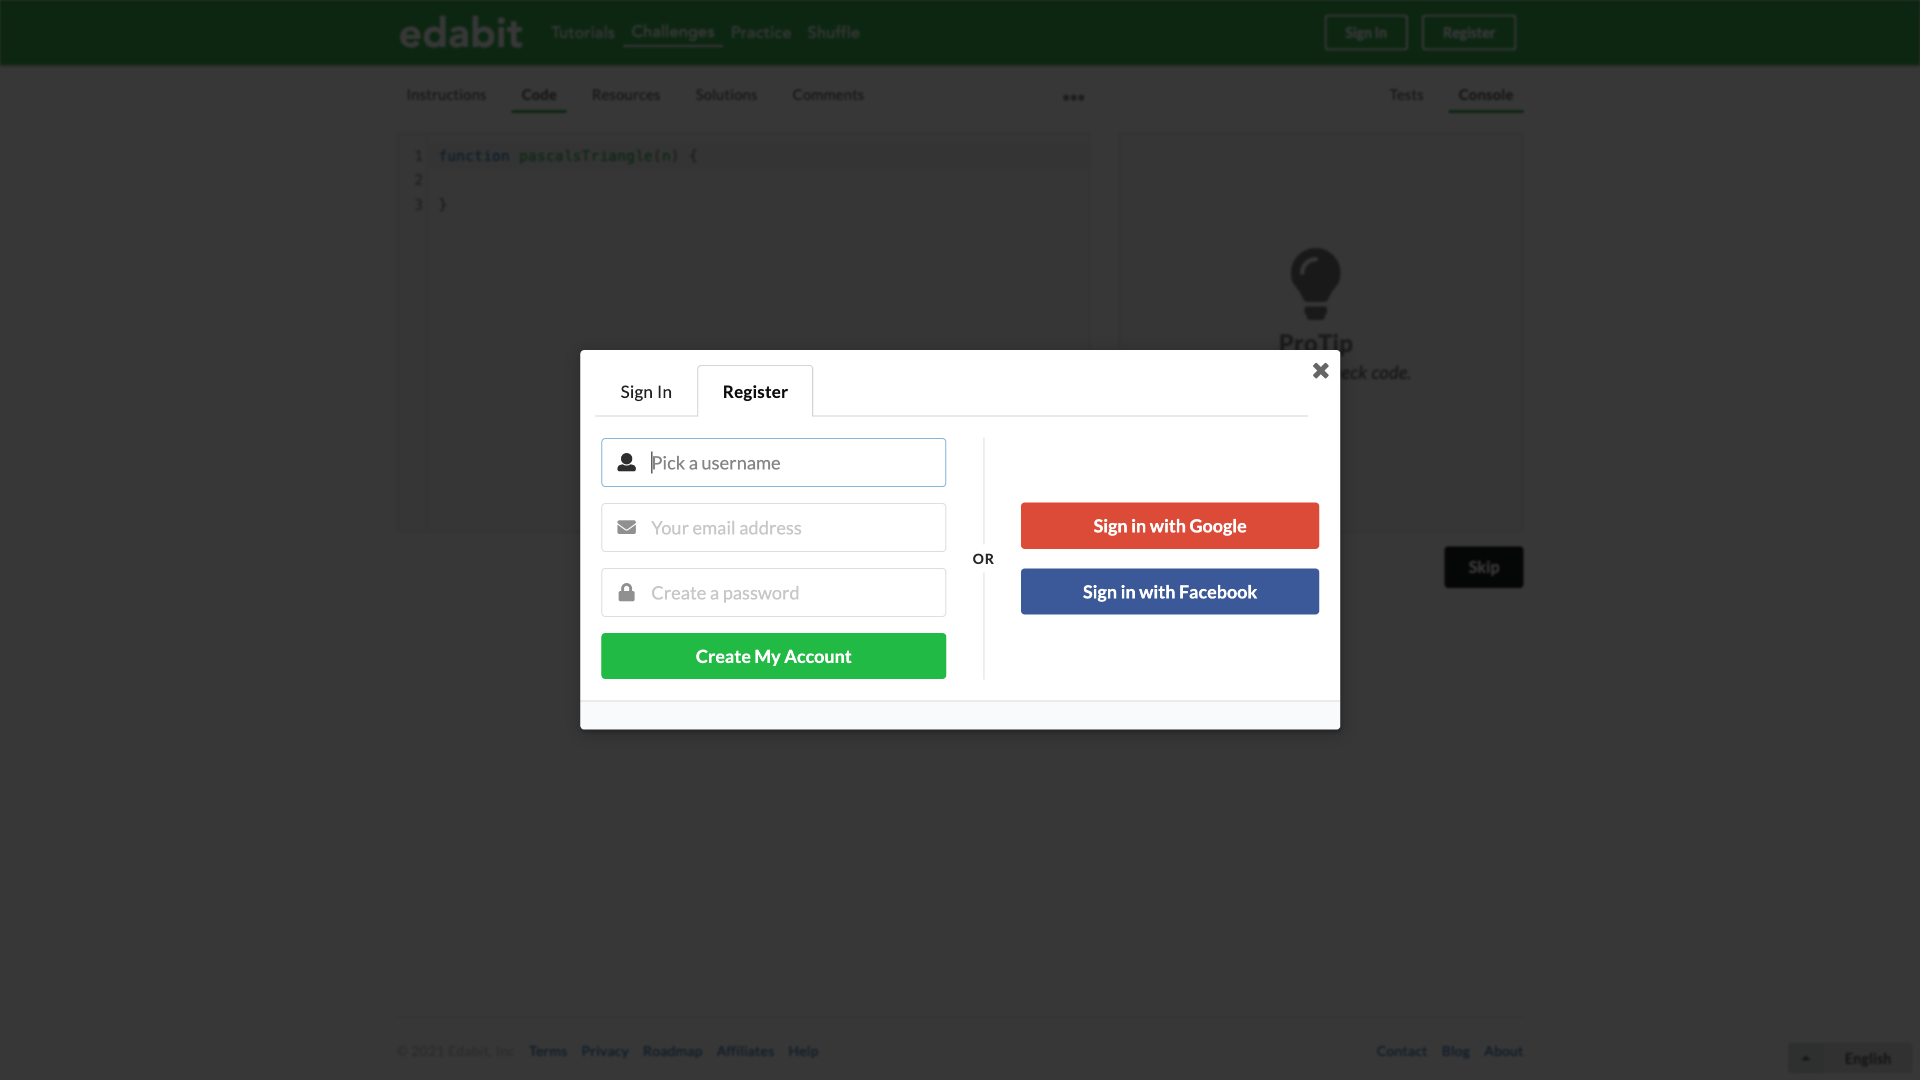 edabit Tutorials Challenges Practice Shuffle Sign In Register
Instructions Code Resources Solutions Comments ••• Tests Console
1 function pascalsTriangle(n) {
2
3 }
ProTip
eck code.
Sign In Register
Pick a username
Your email address
Create a password
Create My Account
OR
Sign in with Google
Sign in with Facebook
Skip
© 2021 Edabit, Inc Terms Privacy Roadmap Affiliates Help Contact Blog About
English